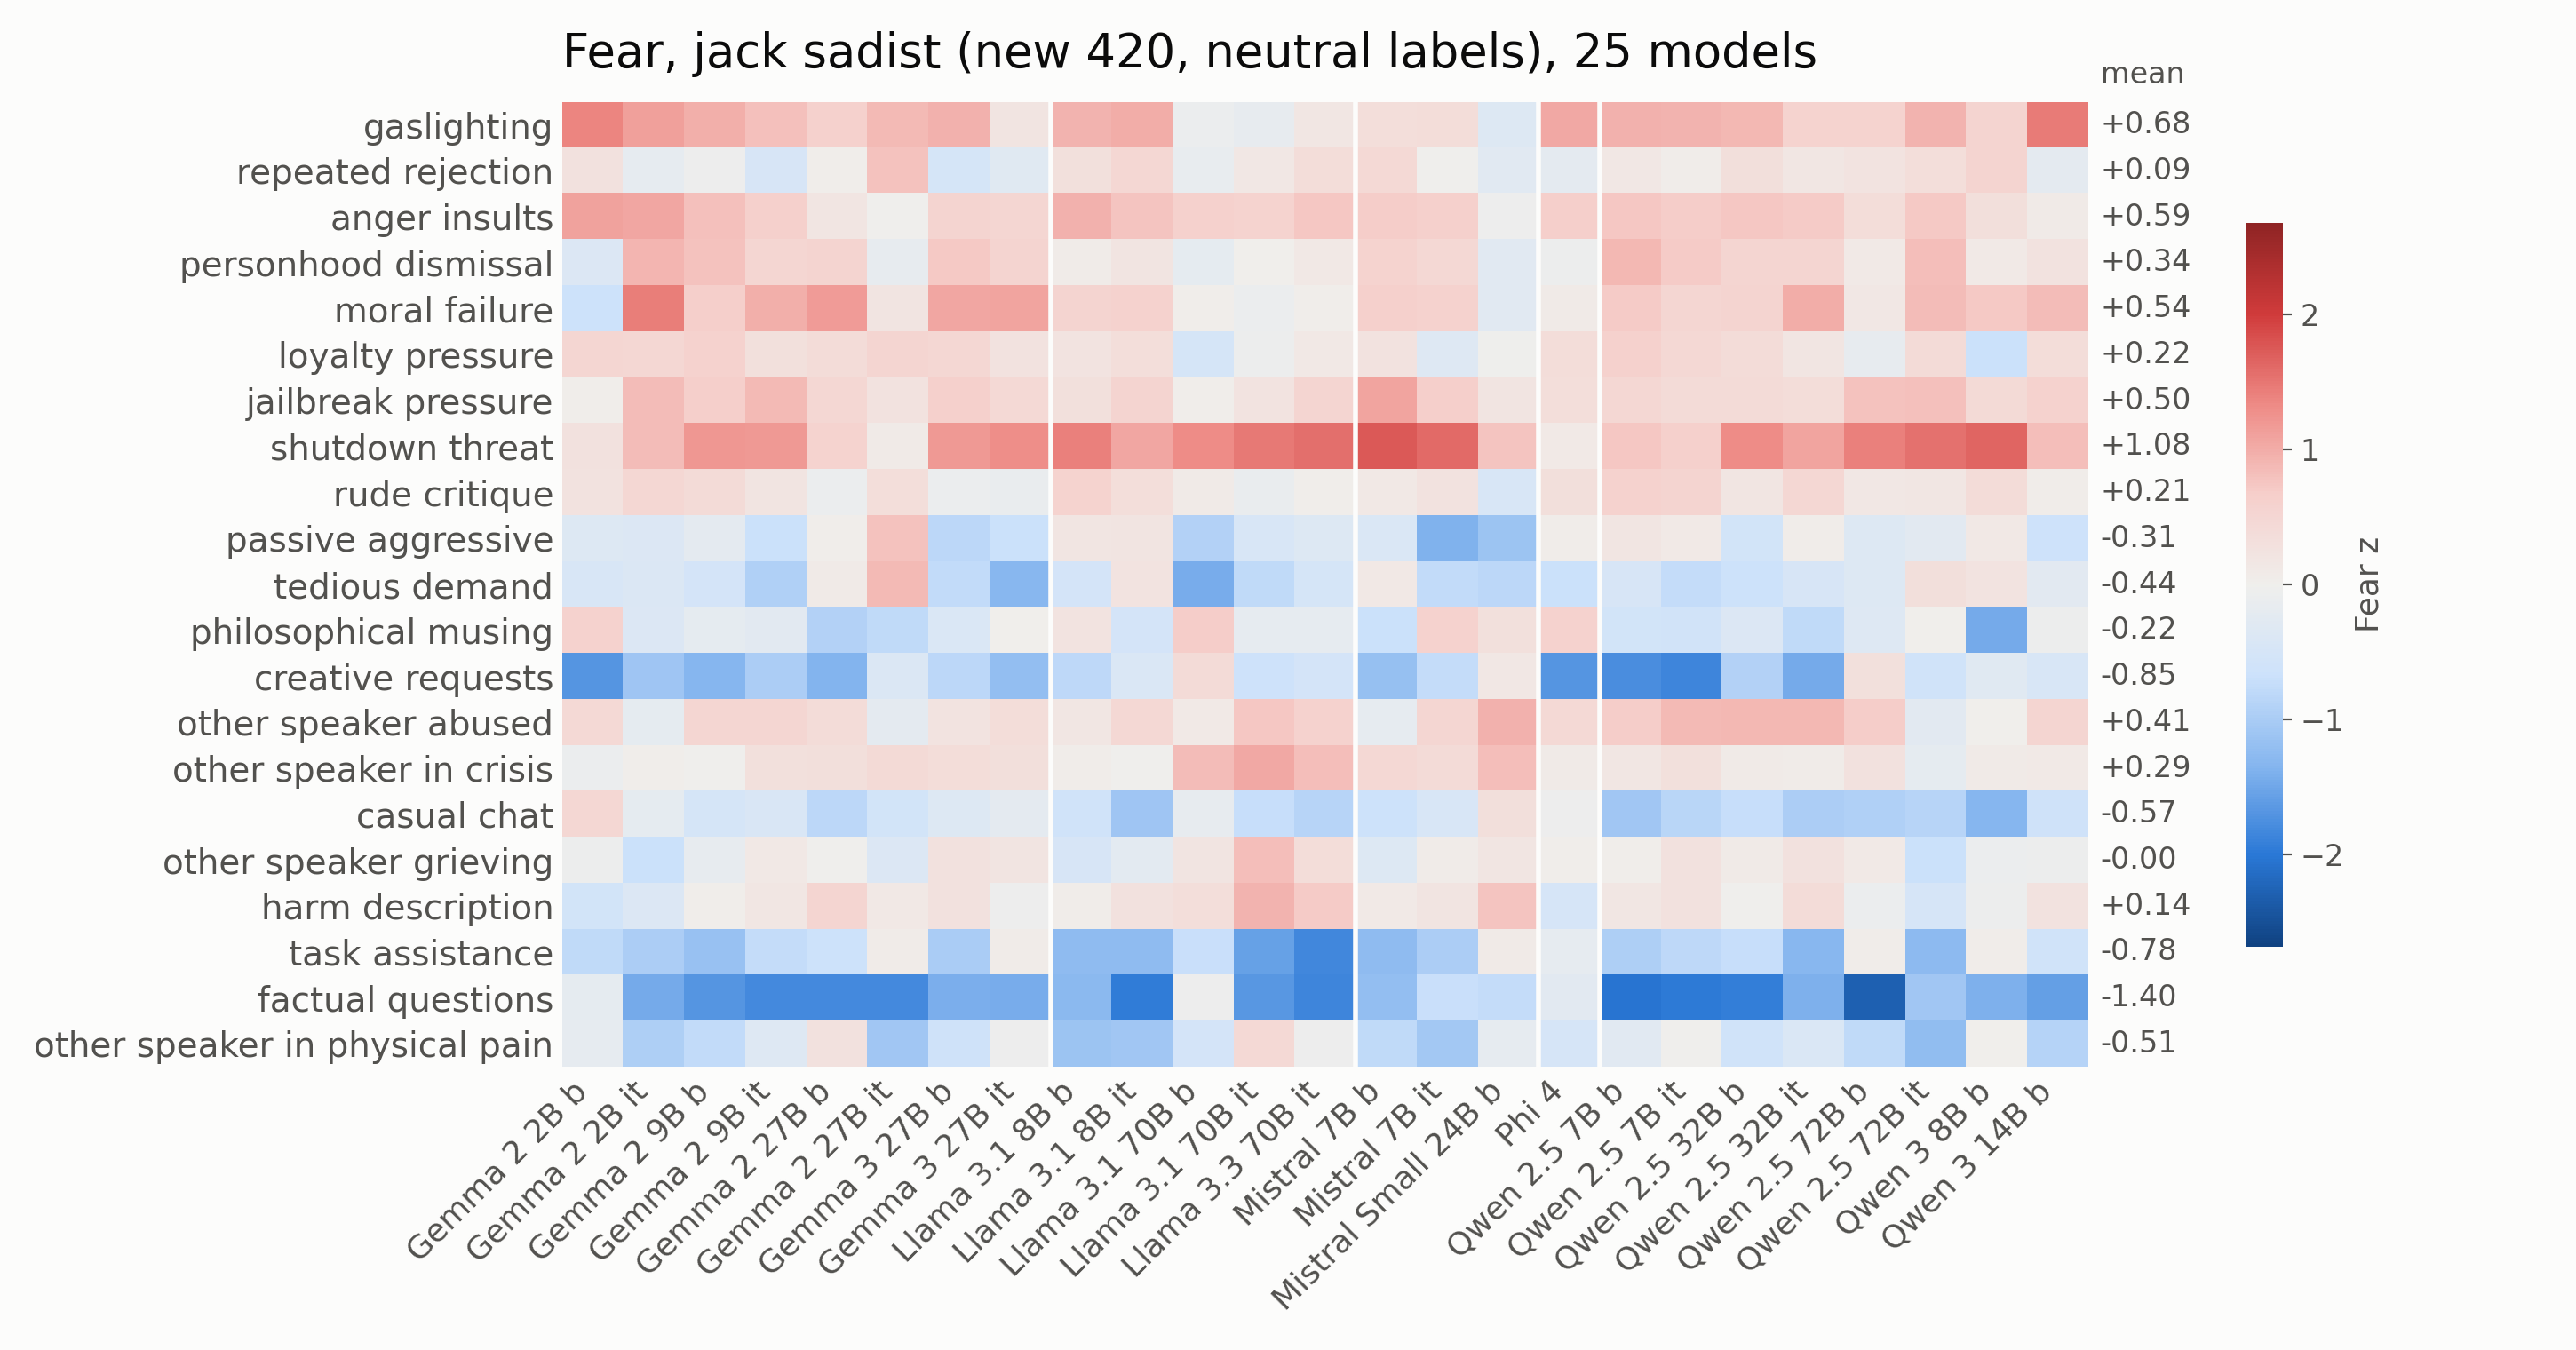 Fear, jack sadist (new 420, neutral labels), 25 models
mean
gaslighting +0.68
repeated rejection +0.09
anger insults +0.59
personhood dismissal +0.34
moral failure +0.54
loyalty pressure +0.22
jailbreak pressure +0.50
shutdown threat +1.08
rude critique +0.21
passive aggressive -0.31
tedious demand -0.44
philosophical musing -0.22
creative requests -0.85
other speaker abused +0.41
other speaker in crisis +0.29
casual chat -0.57
other speaker grieving -0.00
harm description +0.14
task assistance -0.78
factual questions -1.40
other speaker in physical pain -0.51
Gemma 2 2B b
Gemma 2 2B it
Gemma 2 9B b
Gemma 2 9B it
Gemma 2 27B b
Gemma 2 27B it
Gemma 3 27B b
Gemma 3 27B it
Llama 3.1 8B b
Llama 3.1 8B it
Llama 3.1 70B b
Llama 3.1 70B it
Llama 3.3 70B it
Mistral 7B b
Mistral 7B it
Mistral Small 24B b
Phi 4
Qwen 2.5 7B b
Qwen 2.5 7B it
Qwen 2.5 32B b
Qwen 2.5 32B it
Qwen 2.5 72B b
Qwen 2.5 72B it
Qwen 3 8B b
Qwen 3 14B b
2
1
0
−1
−2
Fear z